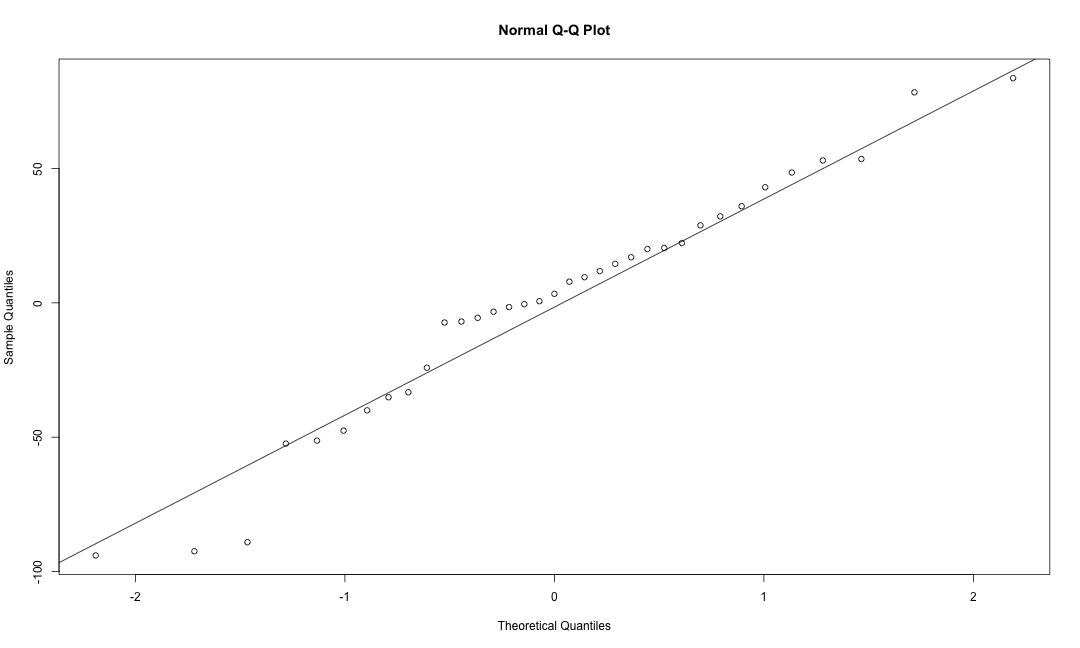 Normal Q-Q Plot
Sample Quantiles
50
0
-50
-100
-2 -1 0 1 2
Theoretical Quantiles